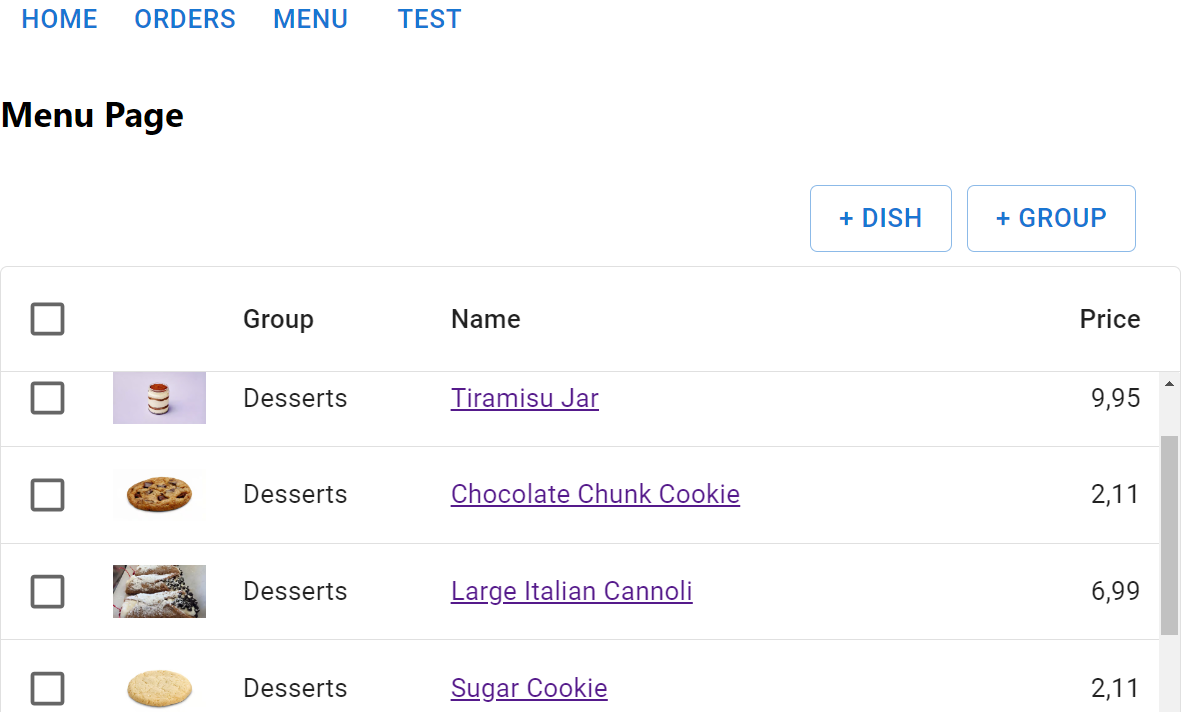 HOME ORDERS MENU TEST
Menu Page
+ DISH + GROUP
Group Name Price
Desserts Tiramisu Jar 9,95
Desserts Chocolate Chunk Cookie 2,11
Desserts Large Italian Cannoli 6,99
Desserts Sugar Cookie 2,11